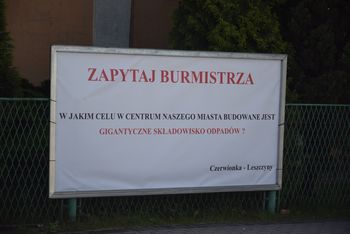 ZAPYTAJ BURMISTRZA
W JAKIM CELU W CENTRUM NASZEGO MIASTA BUDOWANE JEST
GIGANTYCZNE SKŁADOWISKO ODPADÓW ?
Czerwionka - Leszczyny